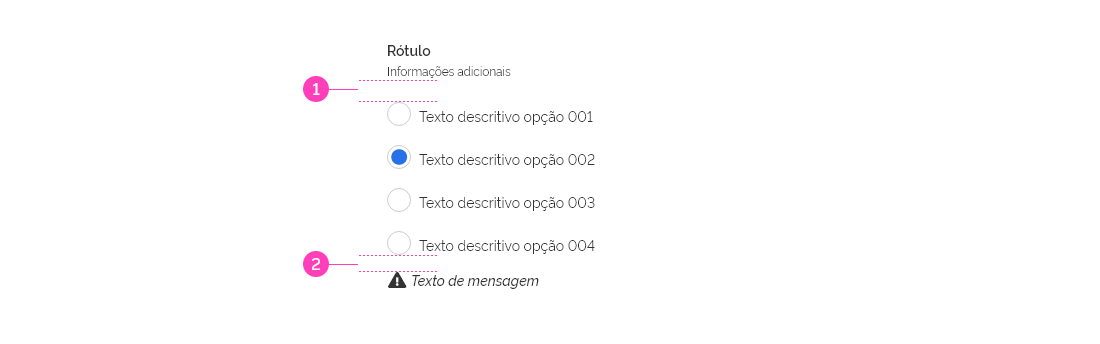 Rótulo
Informações adicionais
1
Texto descritivo opção 001
Texto descritivo opção 002
Texto descritivo opção 003
Texto descritivo opção 004
2
Texto de mensagem